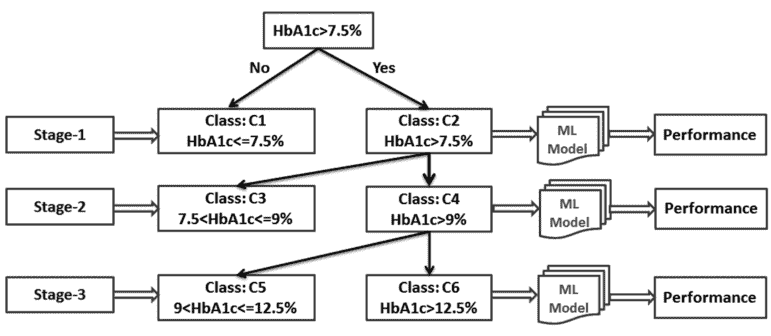 HbA1c>7.5%
No
Yes
Stage-1
Class: C1
HbA1c<=7.5%
Class: C2
HbA1c>7.5%
ML
Model
Performance
Stage-2
Class: C3
7.5<HbA1c<=9%
Class: C4
HbA1c>9%
ML
Model
Performance
Stage-3
Class: C5
9<HbA1c<=12.5%
Class: C6
HbA1c>12.5%
ML
Model
Performance